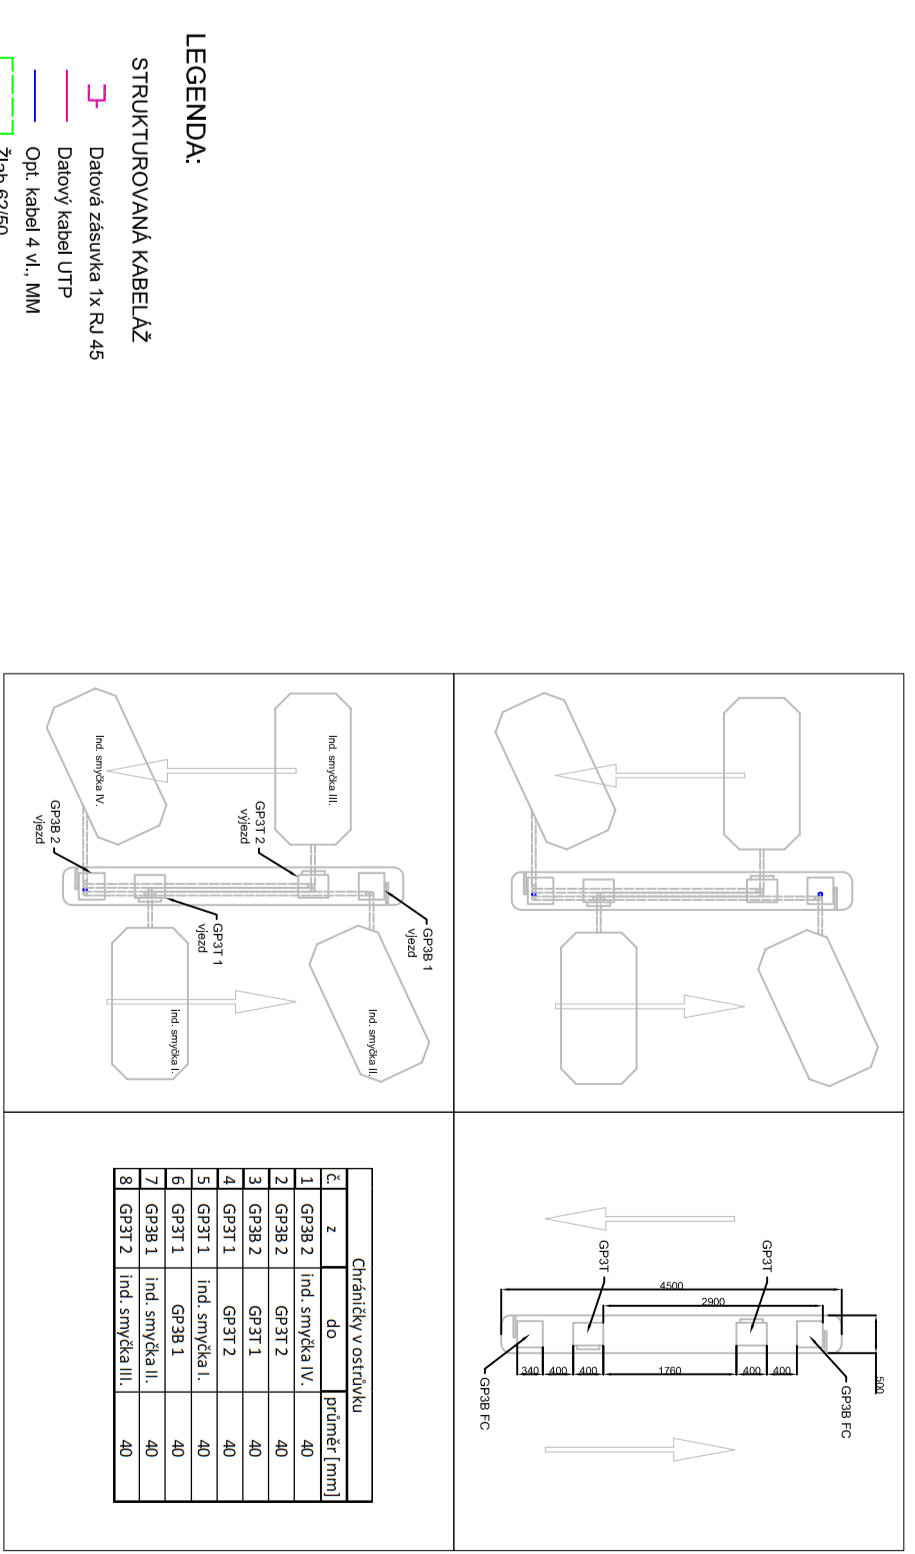 LEGENDA:
STRUKTUROVANÁ KABELÁŽ
Datová zásuvka 1x RJ 45
Datový kabel UTP
Opt. kabel 4 vl., MM
Žlab 62/50
Ind. smyčka III.
Ind. smyčka IV.
GP3T 2
výjezd
GP3B 2
vjezd
GP3B 1
vjezd
GP3T 1
vjezd
Ind. smyčka II.
ind. smyčka I.
GP3T
GP3T
4500
2900
500
340
400
400
1760
400
400
GP3B FC
GP3B FC
Chráničky v ostrůvku
č. z do průměr [mm]
1 GP3B 2 ind. smyčka IV. 40
2 GP3B 2 GP3T 2 40
3 GP3B 2 GP3T 1 40
4 GP3T 1 GP3T 2 40
5 GP3T 1 ind. smyčka I. 40
6 GP3T 1 GP3B 1 40
7 GP3B 1 ind. smyčka II. 40
8 GP3T 2 ind. smyčka III. 40